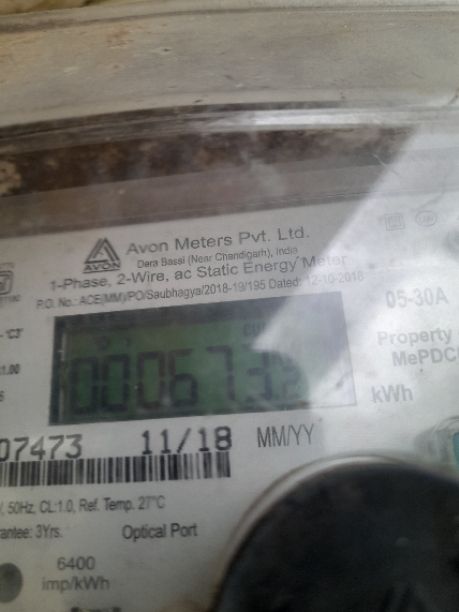 Avon Meters Pvt. Ltd.
AVON
Dera Bassi (Near Chandigarh), India
1-Phase, 2-Wire, ac Static Energy Meter
P.O. No.: ACE(MM)/PO/Saubhagya/2018-19/195 Dated: 12-10-2018
05-30A
Property
MePDC
kWh
07473 11/18 MM/YY
50Hz, CL:1.0, Ref. Temp. 27°C
antee: 3Yrs. Optical Port
6400
imp/kWh